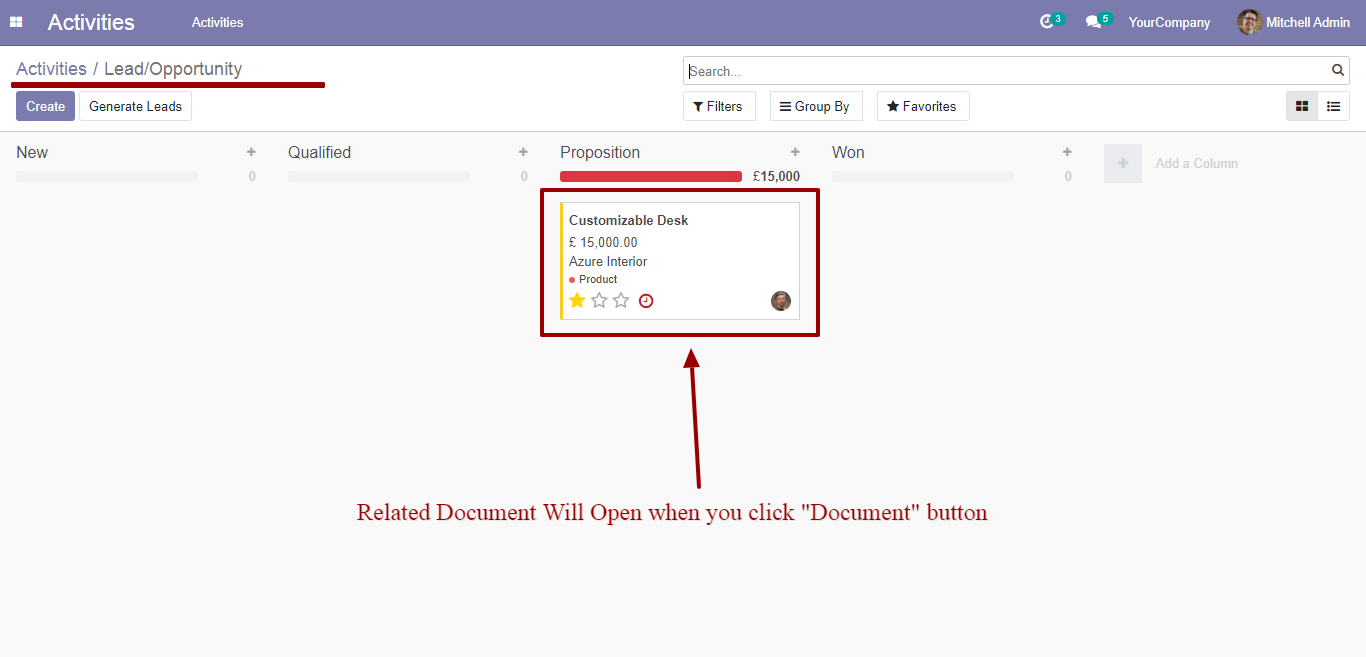 Activities Activities 3 5 YourCompany Mitchell Admin
Activities / Lead/Opportunity
Search...
Create Generate Leads Filters Group By Favorites
New + Qualified + Proposition + Won + + Add a Column
0 0 £15,000 0
Customizable Desk
£ 15,000.00
Azure Interior
Product
Related Document Will Open when you click "Document" button